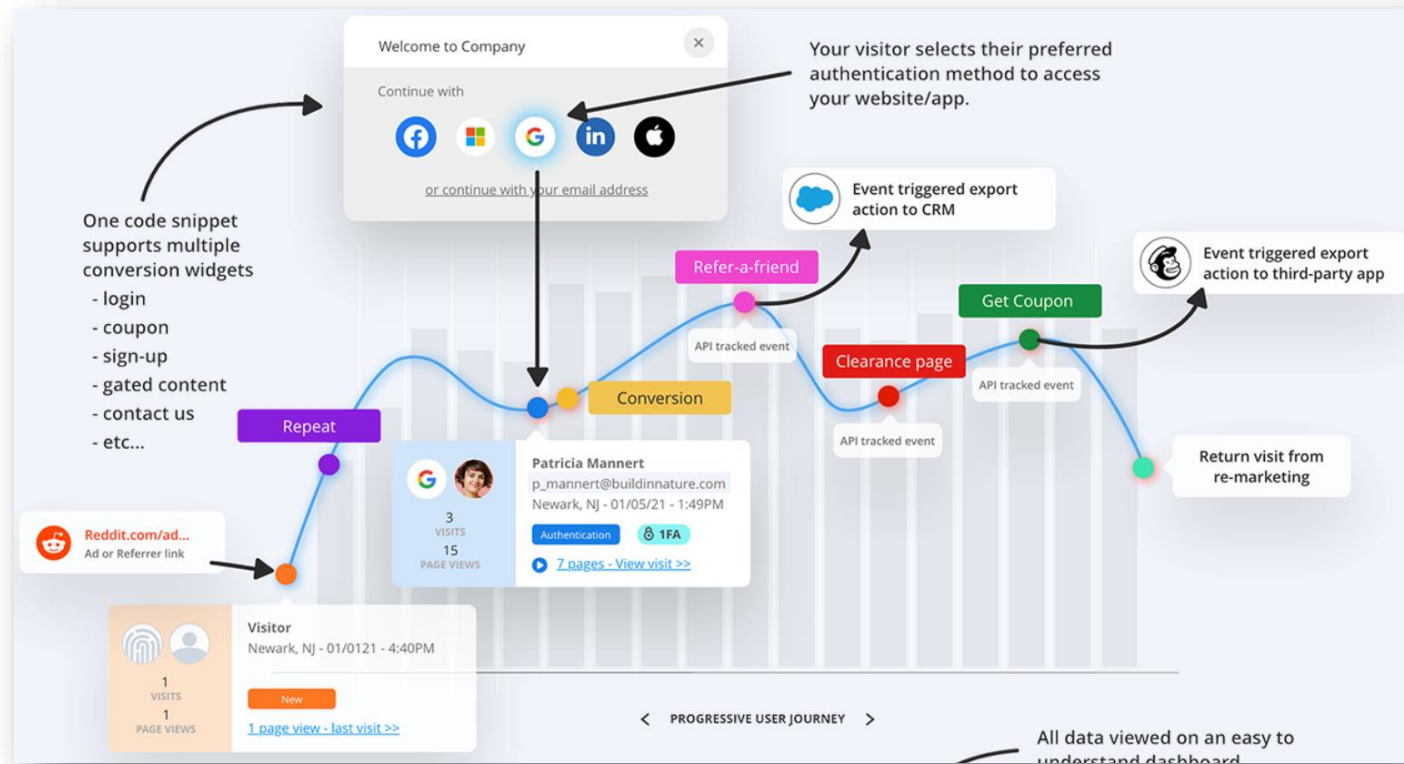 Welcome to Company
×
Continue with
or continue with your email address
Your visitor selects their preferred
authentication method to access
your website/app.
One code snippet
supports multiple
conversion widgets
- login
- coupon
- sign-up
- gated content
- contact us
- etc...
Event triggered export
action to CRM
Event triggered export
action to third-party app
Refer-a-friend
API tracked event
Get Coupon
API tracked event
Clearance page
API tracked event
Conversion
Repeat
Return visit from
re-marketing
Reddit.com/ad...
Ad or Referrer link
3
VISITS
15
PAGE VIEWS
Patricia Mannert
p_mannert@buildinnature.com
Newark, NJ - 01/05/21 - 1:49PM
Authentication 1FA
7 pages - View visit >>
1
VISITS
1
PAGE VIEWS
Visitor
Newark, NJ - 01/0121 - 4:40PM
New
1 page view - last visit >>
< PROGRESSIVE USER JOURNEY >
All data viewed on an easy to
understand dashboard